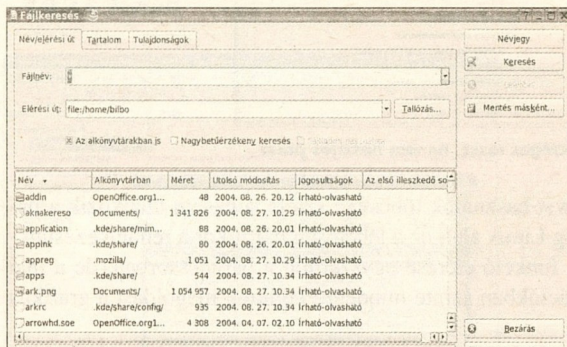 Fájlkeresés
Név/elérési út Tartalom Tulajdonságok
Névjegy
Keresés
Fájlnév:
Elérési út: file:/home/bilbo
Tallózás...
Mentés másként...
Az alkönyvtárakban is Nagybetűérzékeny keresés
Név Alkönyvtárban Méret Utolsó módosítás Jogosultságok Az első illeszkedő so
addin OpenOffice.org1... 48 2004. 08. 26. 20.12 Írható-olvasható
aknakereso Documents/ 1 341 826 2004. 08. 27. 10.29 Írható-olvasható
application .kde/share/mim... 88 2004. 08. 26. 20.01 Írható-olvasható
applnk .kde/share/ 80 2004. 08. 26. 20.01 Írható-olvasható
appreg .mozilla/ 1 051 2004. 08. 27. 10.29 Írható-olvasható
apps .kde/share/ 544 2004. 08. 27. 10.34 Írható-olvasható
ark.png Documents/ 1 054 957 2004. 08. 27. 10.34 Írható-olvasható
arkrc .kde/share/config/ 935 2004. 08. 27. 10.34 Írható-olvasható
arrowhd.soe OpenOffice.org1... 4 308 2004. 04. 07. 02.10 Írható-olvasható
Bezárás